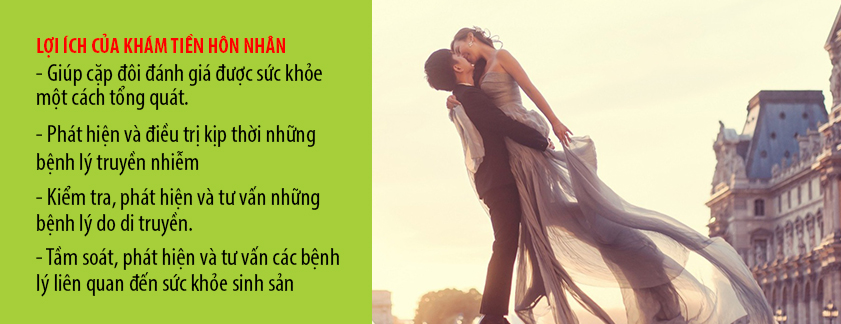 LỢI ÍCH CỦA KHÁM TIỀN HÔN NHÂN
- Giúp cặp đôi đánh giá được sức khỏe
một cách tổng quát.
- Phát hiện và điều trị kịp thời những
bệnh lý truyền nhiễm
- Kiểm tra, phát hiện và tư vấn những
bệnh lý do di truyền.
- Tầm soát, phát hiện và tư vấn các bệnh
lý liên quan đến sức khỏe sinh sản